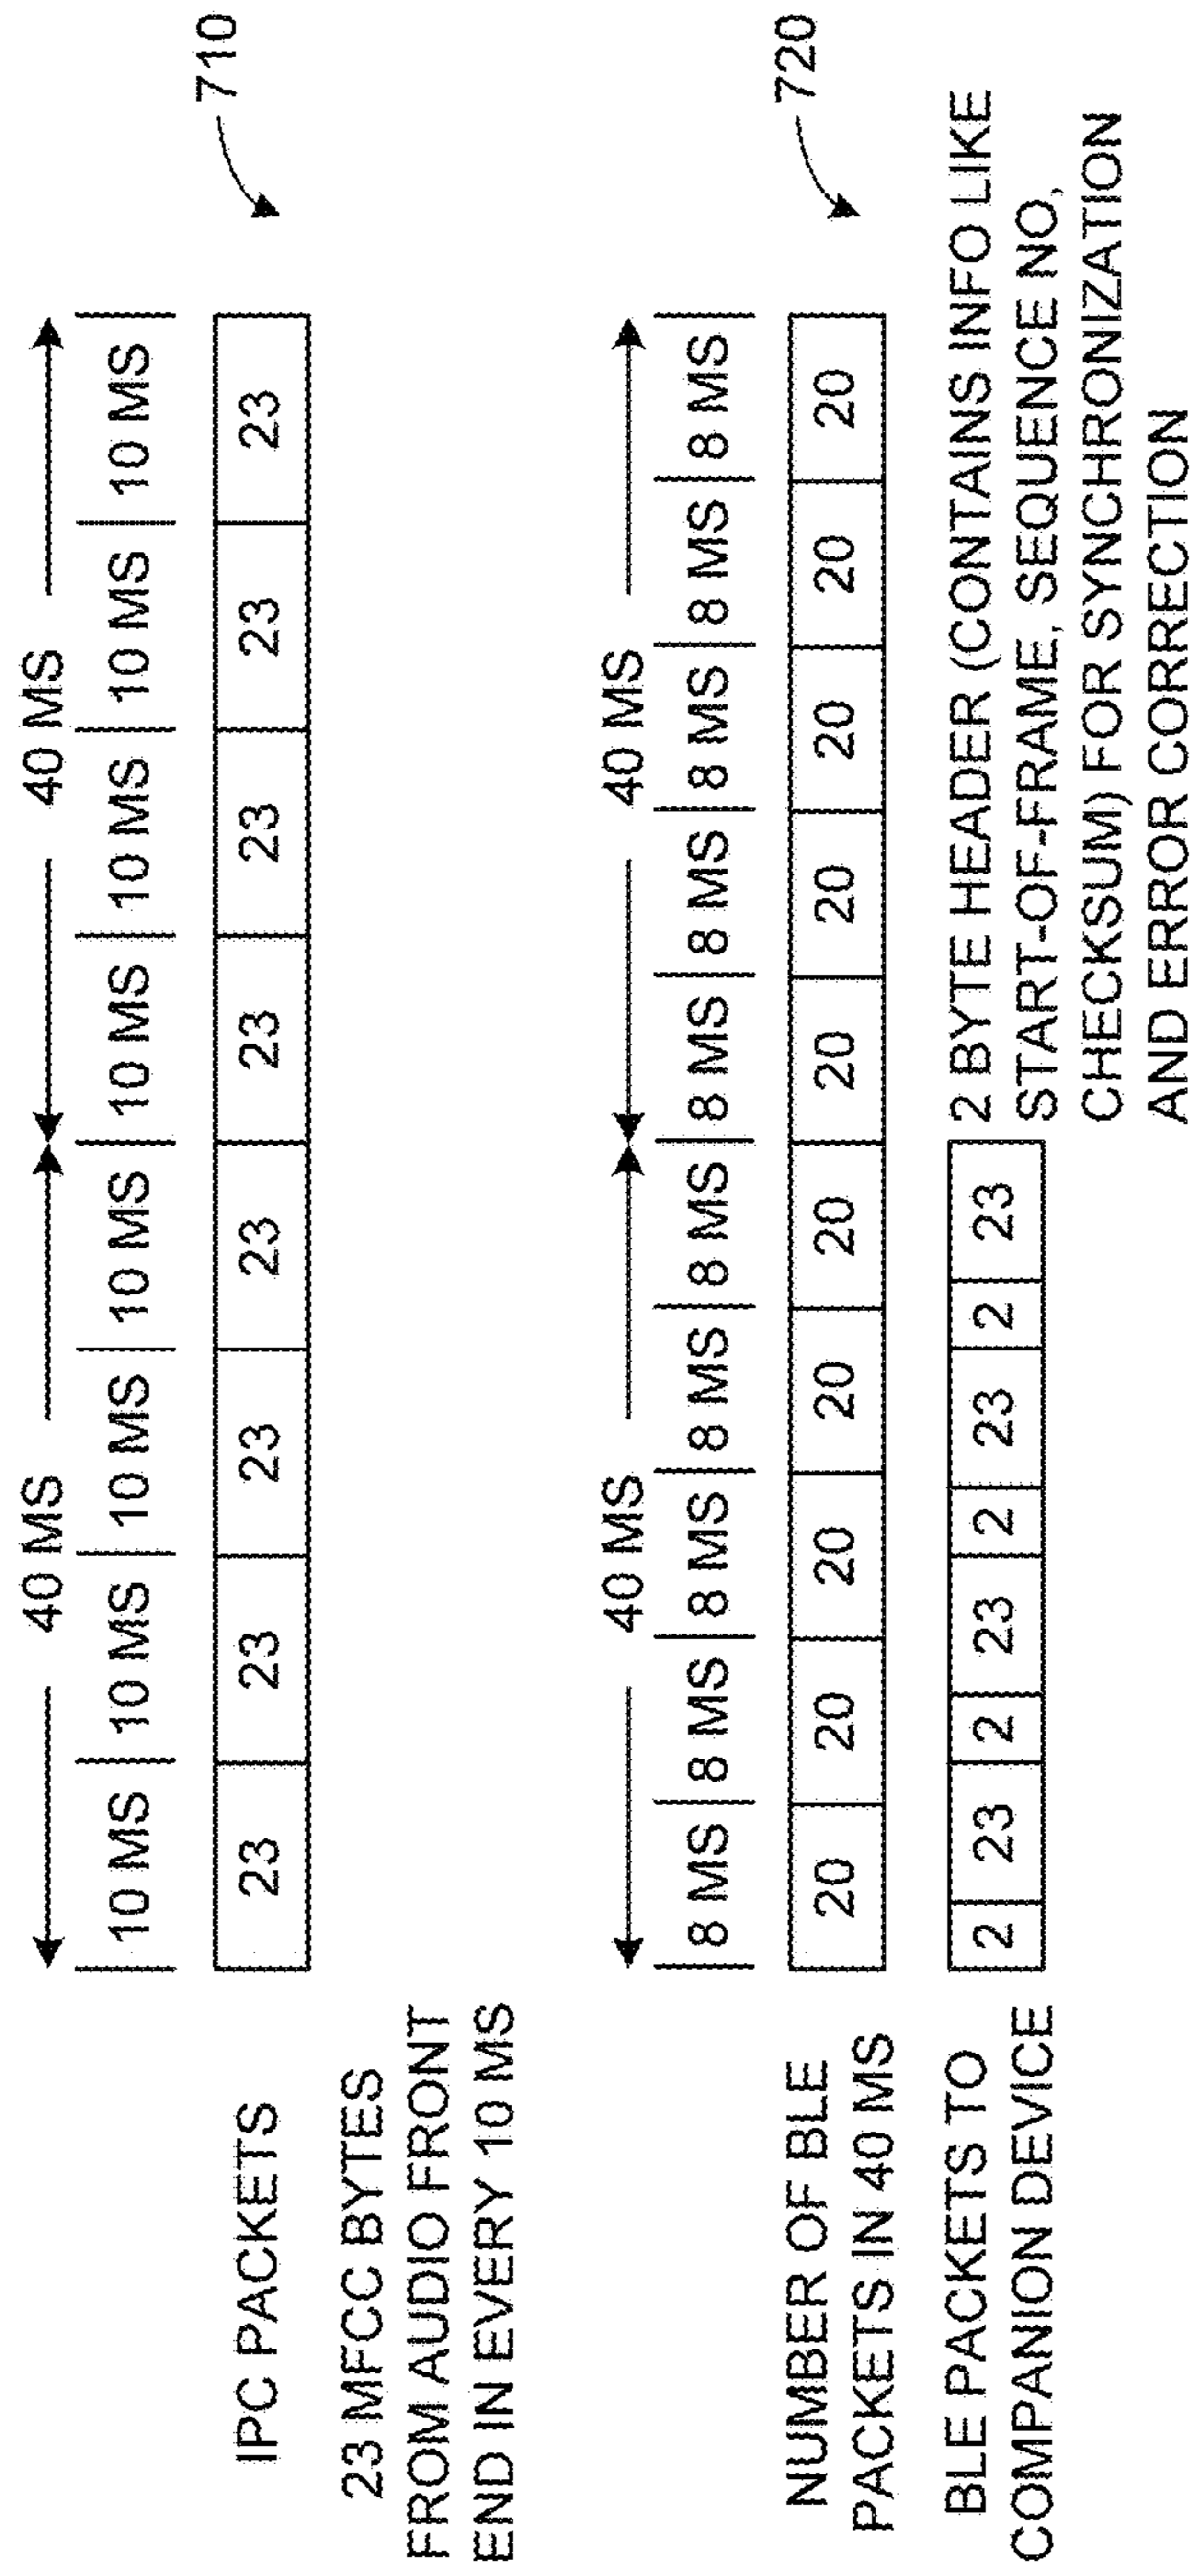 40 MS 40 MS
10 MS 10 MS 10 MS 10 MS 10 MS 10 MS 10 MS 10 MS
710
IPC PACKETS
23 23 23 23 23 23 23 23
23 MFCC BYTES
FROM AUDIO FRONT
END IN EVERY 10 MS
40 MS 40 MS
8 MS 8 MS 8 MS 8 MS 8 MS 8 MS 8 MS 8 MS 8 MS 8 MS
720
NUMBER OF BLE
PACKETS IN 40 MS
20 20 20 20 20 20 20 20 20 20
BLE PACKETS TO
COMPANION DEVICE
2 23 2 23 2 23 2 23
2 BYTE HEADER (CONTAINS INFO LIKE
START-OF-FRAME, SEQUENCE NO,
CHECKSUM) FOR SYNCHRONIZATION
AND ERROR CORRECTION